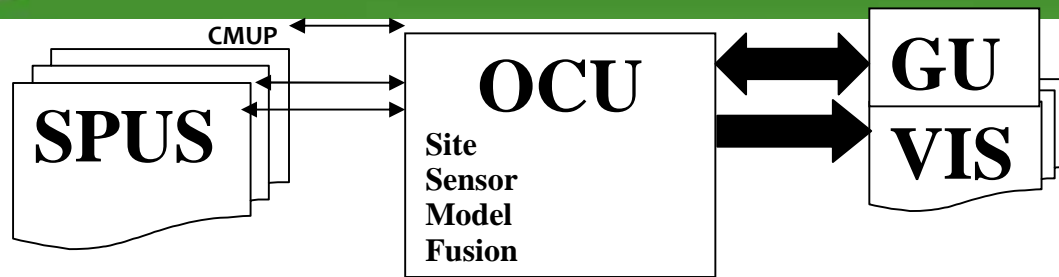 CMUP
SPUS
OCU
Site
Sensor
Model
Fusion
GU
VIS